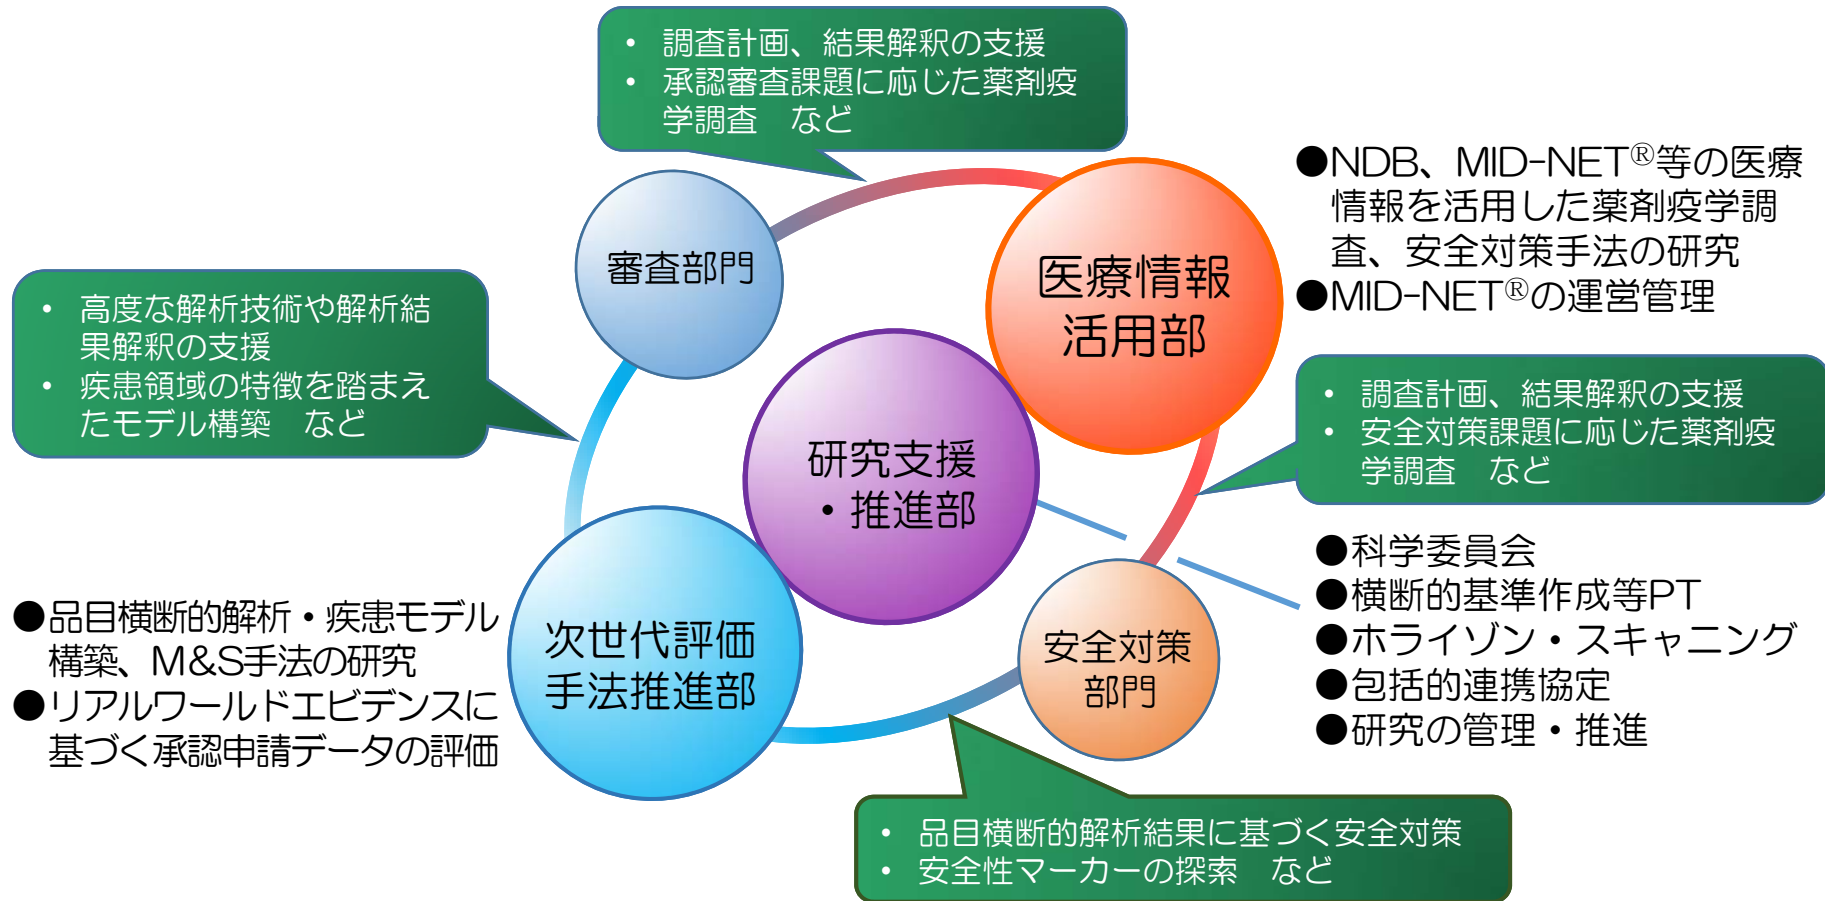 • 調査計画、結果解釈の支援
• 承認審査課題に応じた薬剤疫
学調査　など
審査部門
医療情報
活用部
●NDB、MID-NET®等の医療
情報を活用した薬剤疫学調
査、安全対策手法の研究
●MID-NET®の運営管理
• 高度な解析技術や解析結
果解釈の支援
• 疾患領域の特徴を踏まえ
たモデル構築　など
研究支援
・推進部
• 調査計画、結果解釈の支援
• 安全対策課題に応じた薬剤疫
学調査　など
●品目横断的解析・疾患モデル
構築、M&S手法の研究
●リアルワールドエビデンスに
基づく承認申請データの評価
次世代評価
手法推進部
安全対策
部門
●科学委員会
●横断的基準作成等PT
●ホライゾン・スキャニング
●包括的連携協定
●研究の管理・推進
• 品目横断的解析結果に基づく安全対策
• 安全性マーカーの探索　など